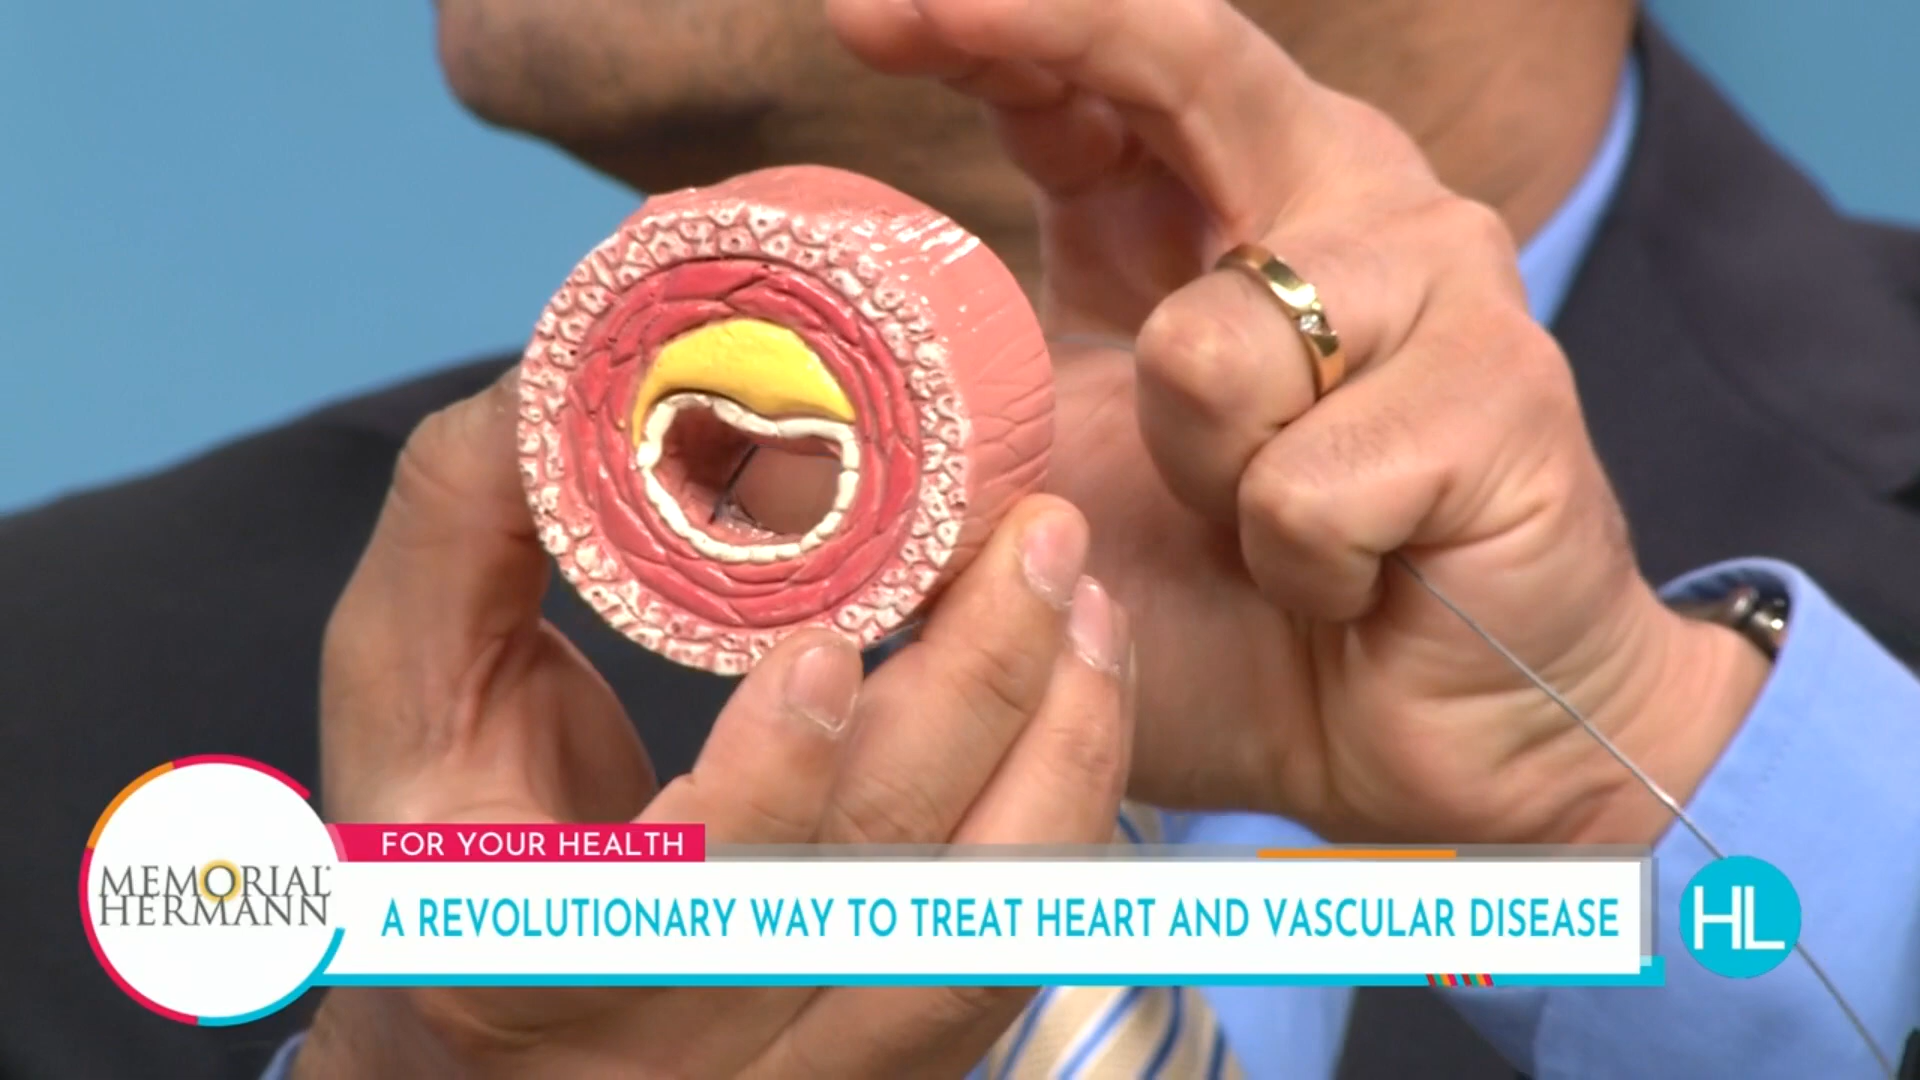 FOR YOUR HEALTH
MEMORIAL
HERMANN
A REVOLUTIONARY WAY TO TREAT HEART AND VASCULAR DISEASE
HL